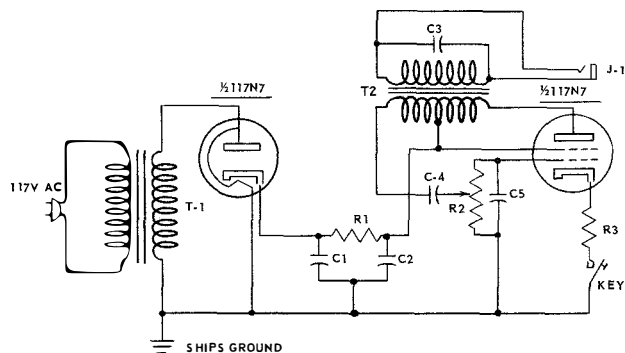 C3
J-1
½117N7
T2
½117N7
117V AC
T-1
C-4
R2
C5
R1
R3
C1
C2
KEY
SHIPS GROUND